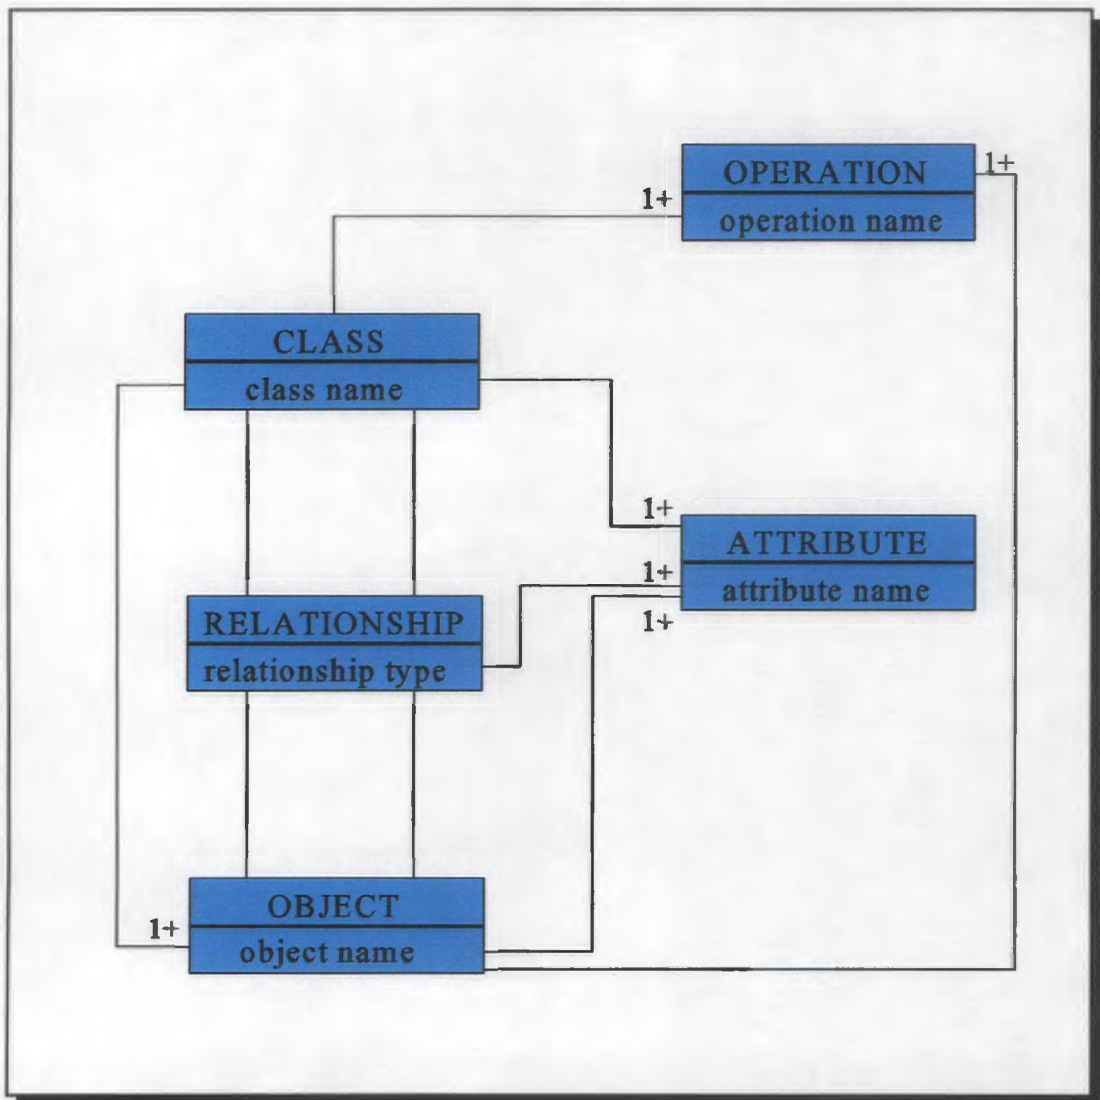 OPERATION
1+
1+
operation name
CLASS
class name
1+
ATTRIBUTE
1+
attribute name
1+
RELATIONSHIP
relationship type
OBJECT
1+
object name